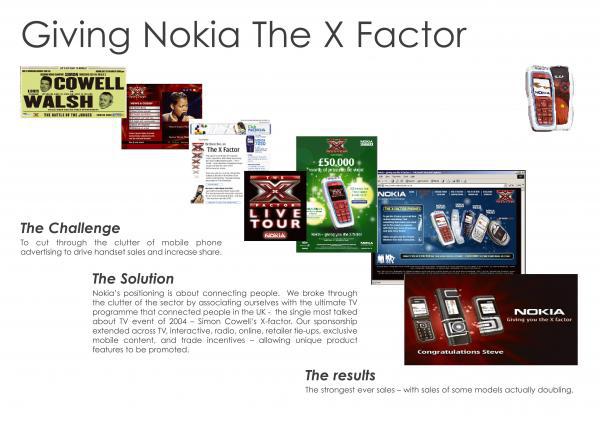 Giving Nokia The X Factor
COWELL
WALSH
THE BATTLE OF THE JUDGES
The X Factor
THE
X
FACTOR
LIVE
TOUR
NOKIA
£50,000
NOKIA
NOKIA
The Challenge
To cut through the clutter of mobile phone
advertising to drive handset sales and increase share.
The Solution
Nokia's positioning is about connecting people. We broke through
the clutter of the sector by associating ourselves with the ultimate TV
programme that connected people in the UK - the single most talked
about TV event of 2004 – Simon Cowell's X-factor. Our sponsorship
extended across TV, interactive, radio, online, retailer tie-ups, exclusive
mobile content, and trade incentives – allowing unique product
features to be promoted.
NOKIA
Giving you the X factor
Congratulations Steve
The results
The strongest ever sales – with sales of some models actually doubling.